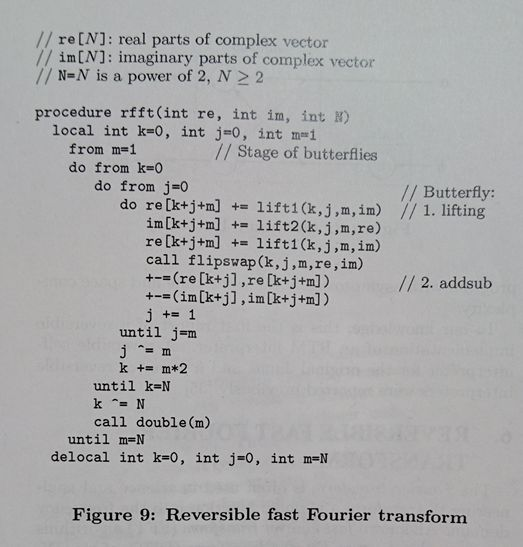 // re[N]: real parts of complex vector
// im[N]: imaginary parts of complex vector
// N=N is a power of 2, N ≥ 2
procedure rfft(int re, int im, int N)
local int k=0, int j=0, int m=1
from m=1 // Stage of butterflies
do from k=0
do from j=0 // Butterfly:
do re[k+j+m] += lift1(k,j,m,im) // 1. lifting
im[k+j+m] += lift2(k,j,m,re)
re[k+j+m] += lift1(k,j,m,im)
call flipswap(k,j,m,re,im)
+-=(re[k+j],re[k+j+m]) // 2. addsub
+-=(im[k+j],im[k+j+m])
j += 1
until j=m
j ^= m
k += m*2
until k=N
k ^= N
call double(m)
until m=N
delocal int k=0, int j=0, int m=N
Figure 9: Reversible fast Fourier transform